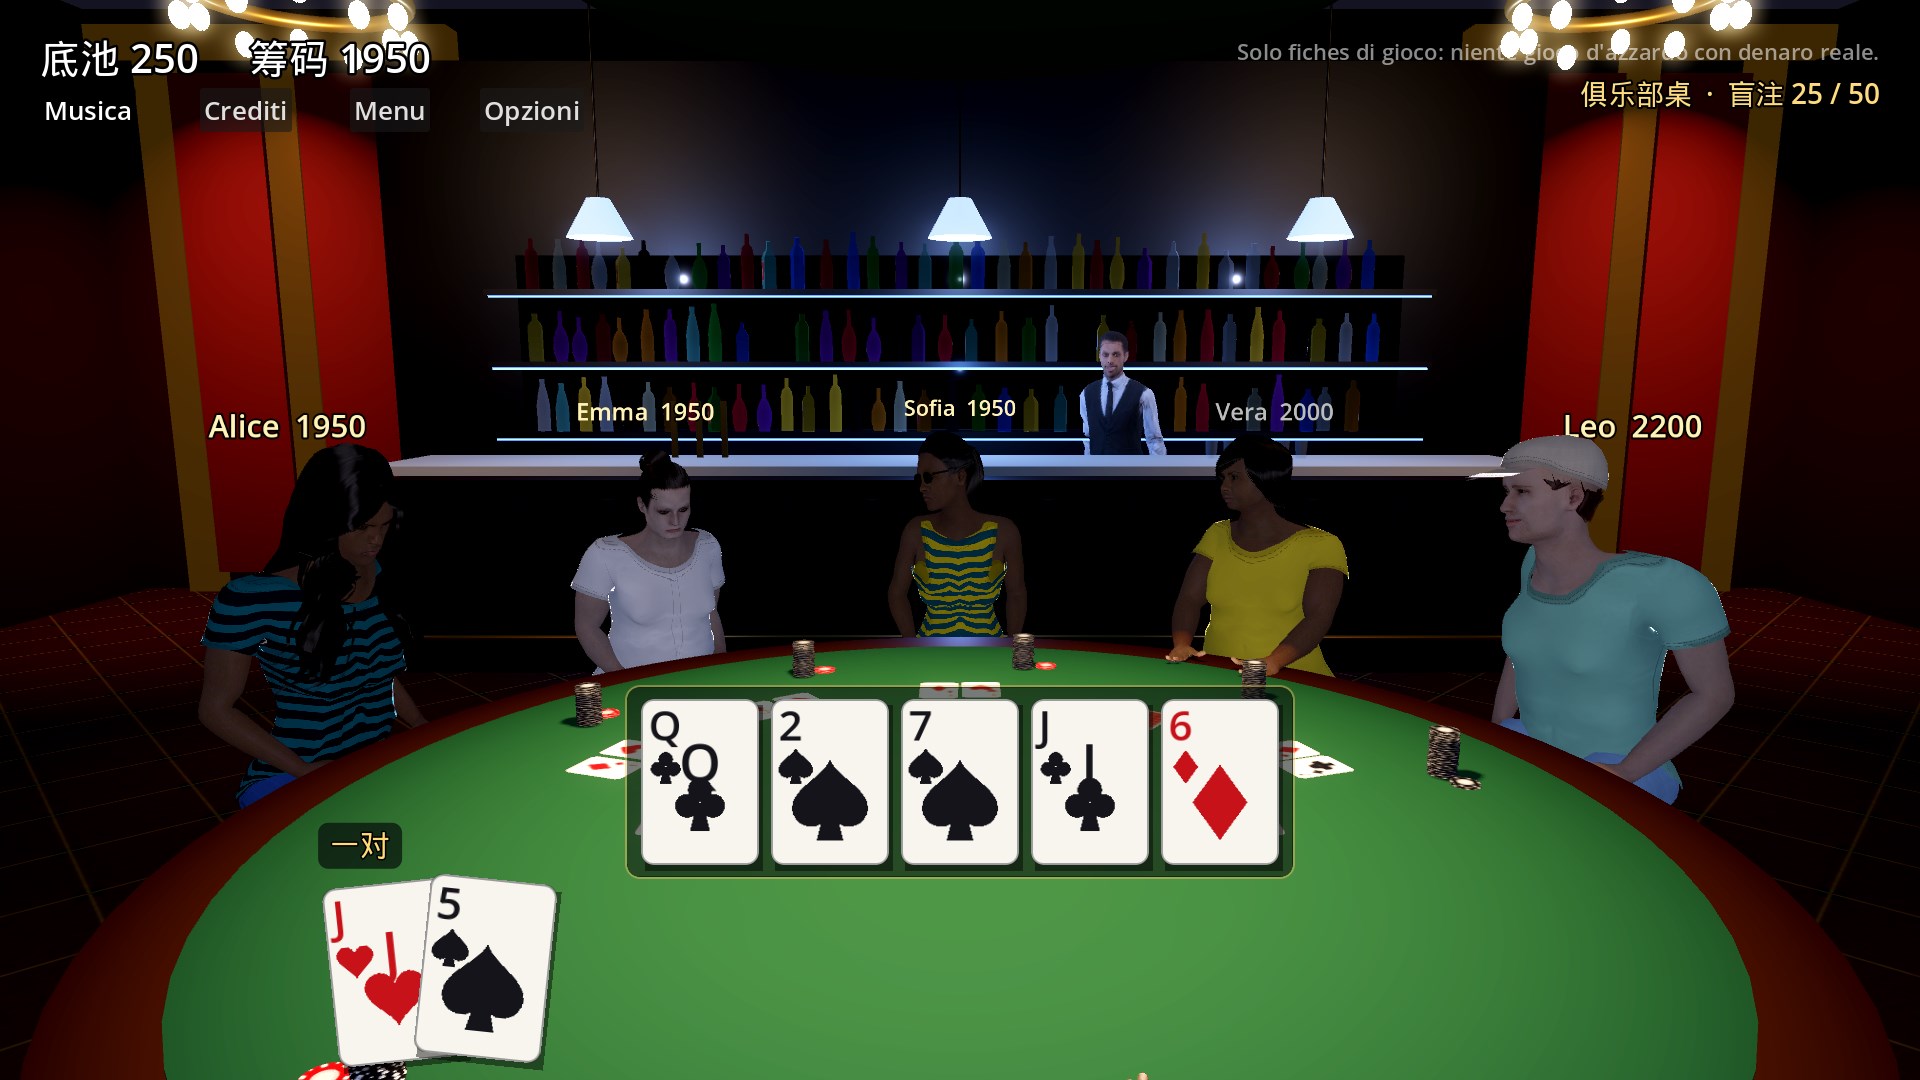 底池 250 筹码 1950
Solo fiches di gioco: niente gioco d'azzardo con denaro reale.
Musica Crediti Menu Opzioni
俱乐部桌 · 盲注 25 / 50
Alice 1950
Emma 1950
Sofia 1950
Vera 2000
Leo 2200
Q Q
2
7
J J
6
一对
J J
5